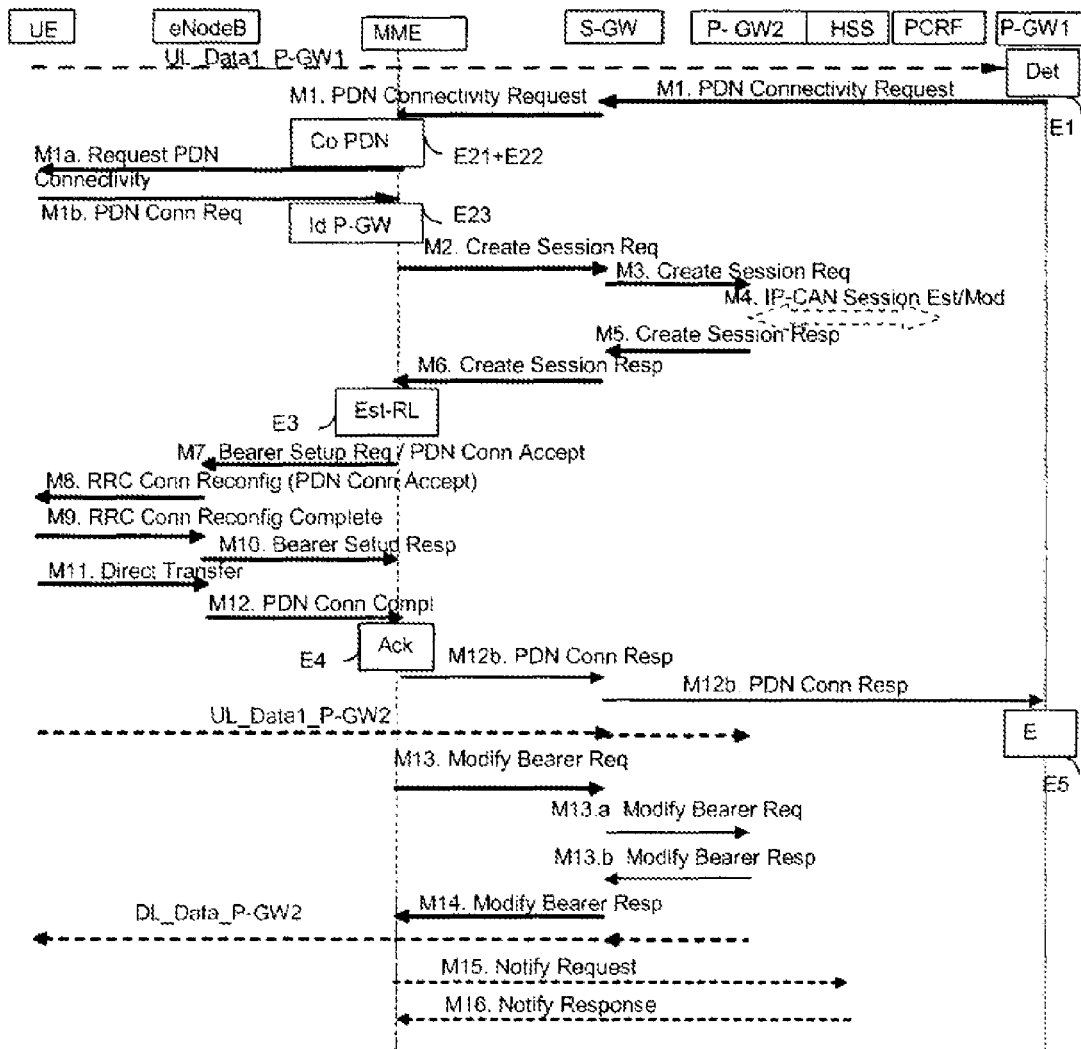 UE
eNodeB
MME
S-GW
P- GW2
HSS
PCRF
P-GW1
UL_Data1_P-GW1
Det
M1. PDN Connectivity Request
M1. PDN Connectivity Request
E1
Co PDN
E21+E22
M1a. Request PDN
Connectivity
M1b. PDN Conn Req
Id P-GW
E23
M2. Create Session Req
M3. Create Session Req
M4. IP-CAN Session Est/Mod
M5. Create Session Resp
M6. Create Session Resp
Est-RL
E3
M7. Bearer Setup Req / PDN Conn Accept
M8. RRC Conn Reconfig (PDN Conn Accept)
M9. RRC Conn Reconfig Complete
M10. Bearer Setup Resp
M11. Direct Transfer
M12. PDN Conn Compl
Ack
E4
M12b. PDN Conn Resp
M12b. PDN Conn Resp
UL_Data1_P-GW2
E
E5
M13. Modify Bearer Req
M13.a Modify Bearer Req
M13.b Modify Bearer Resp
M14. Modify Bearer Resp
DL_Data_P-GW2
M15. Notify Request
M16. Notify Response